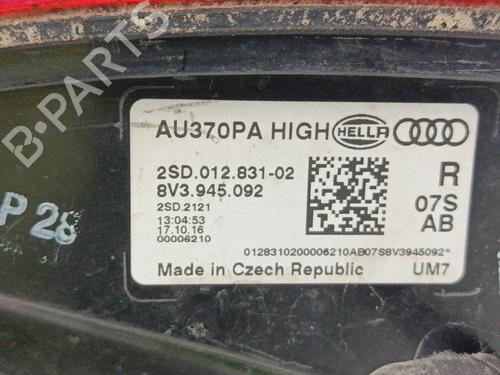 AU370PA HIGH HELLA
2SD.012.831-02
8V3.945.092
2SD.2121
13:04:53
17.10.16
00006210
R
07S
AB
0128310200006210AB07S8V3945092*
Made in Czech Republic
UM7
P 28
B-PARTS